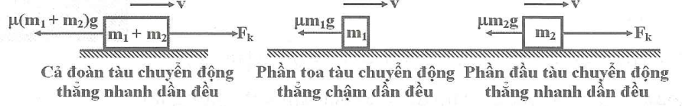 v v v
μ(m₁ + m₂)g m₁ + m₂ Fₖ μm₁g m₁ μm₂g m₂ Fₖ
Cả đoàn tàu chuyển động Phần toa tàu chuyển động Phần đầu tàu chuyển động
thẳng nhanh dần đều thẳng chậm dần đều thẳng nhanh dần đều